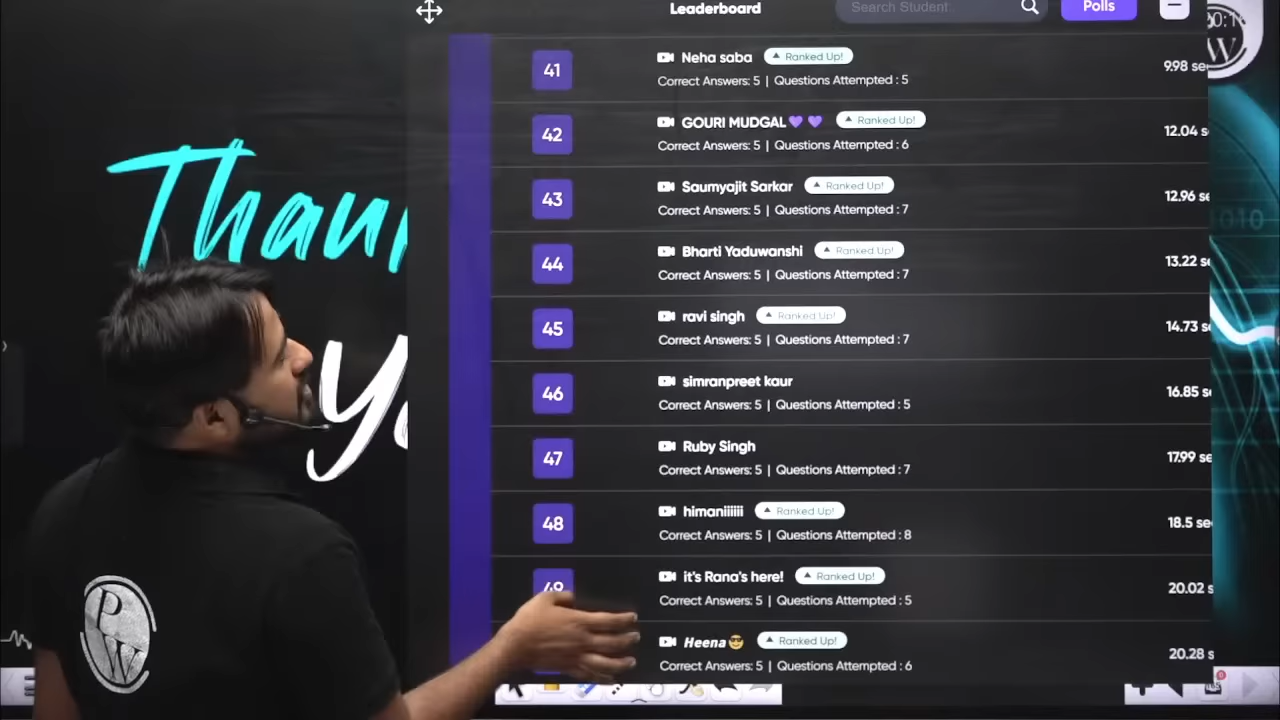 Leaderboard
Search Student
Polls
41
Neha saba
Ranked Up!
9.98
Correct Answers: 5 | Questions Attempted : 5
42
GOURI MUDGAL💜 💜
Ranked Up!
12.04 s
Correct Answers: 5 | Questions Attempted : 6
43
Saumyajit Sarkar
Ranked Up!
12.96 se
Correct Answers: 5 | Questions Attempted : 7
44
Bharti Yaduwanshi
Ranked Up!
13.22 se
Correct Answers: 5 | Questions Attempted : 7
45
ravi singh
Ranked Up!
14.73 s
Correct Answers: 5 | Questions Attempted : 7
46
simranpreet kaur
16.85 se
Correct Answers: 5 | Questions Attempted : 5
47
Ruby Singh
17.99 se
Correct Answers: 5 | Questions Attempted : 7
48
himaniiiiii
Ranked Up!
18.5 se
Correct Answers: 5 | Questions Attempted : 8
49
it's Rana's here!
Ranked Up!
20.02 s
Correct Answers: 5 | Questions Attempted : 5
Heena😎
Ranked Up!
20.28 s
Correct Answers: 5 | Questions Attempted : 6
Than
Yo
PW